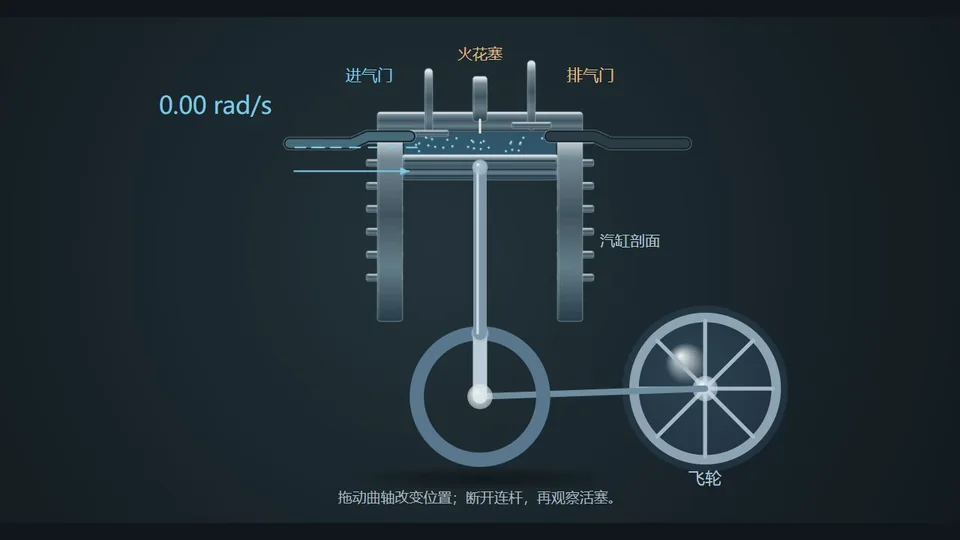 火花塞
进气门
排气门
0.00 rad/s
汽缸剖面
飞轮
拖动曲轴改变位置；断开连杆，再观察活塞。